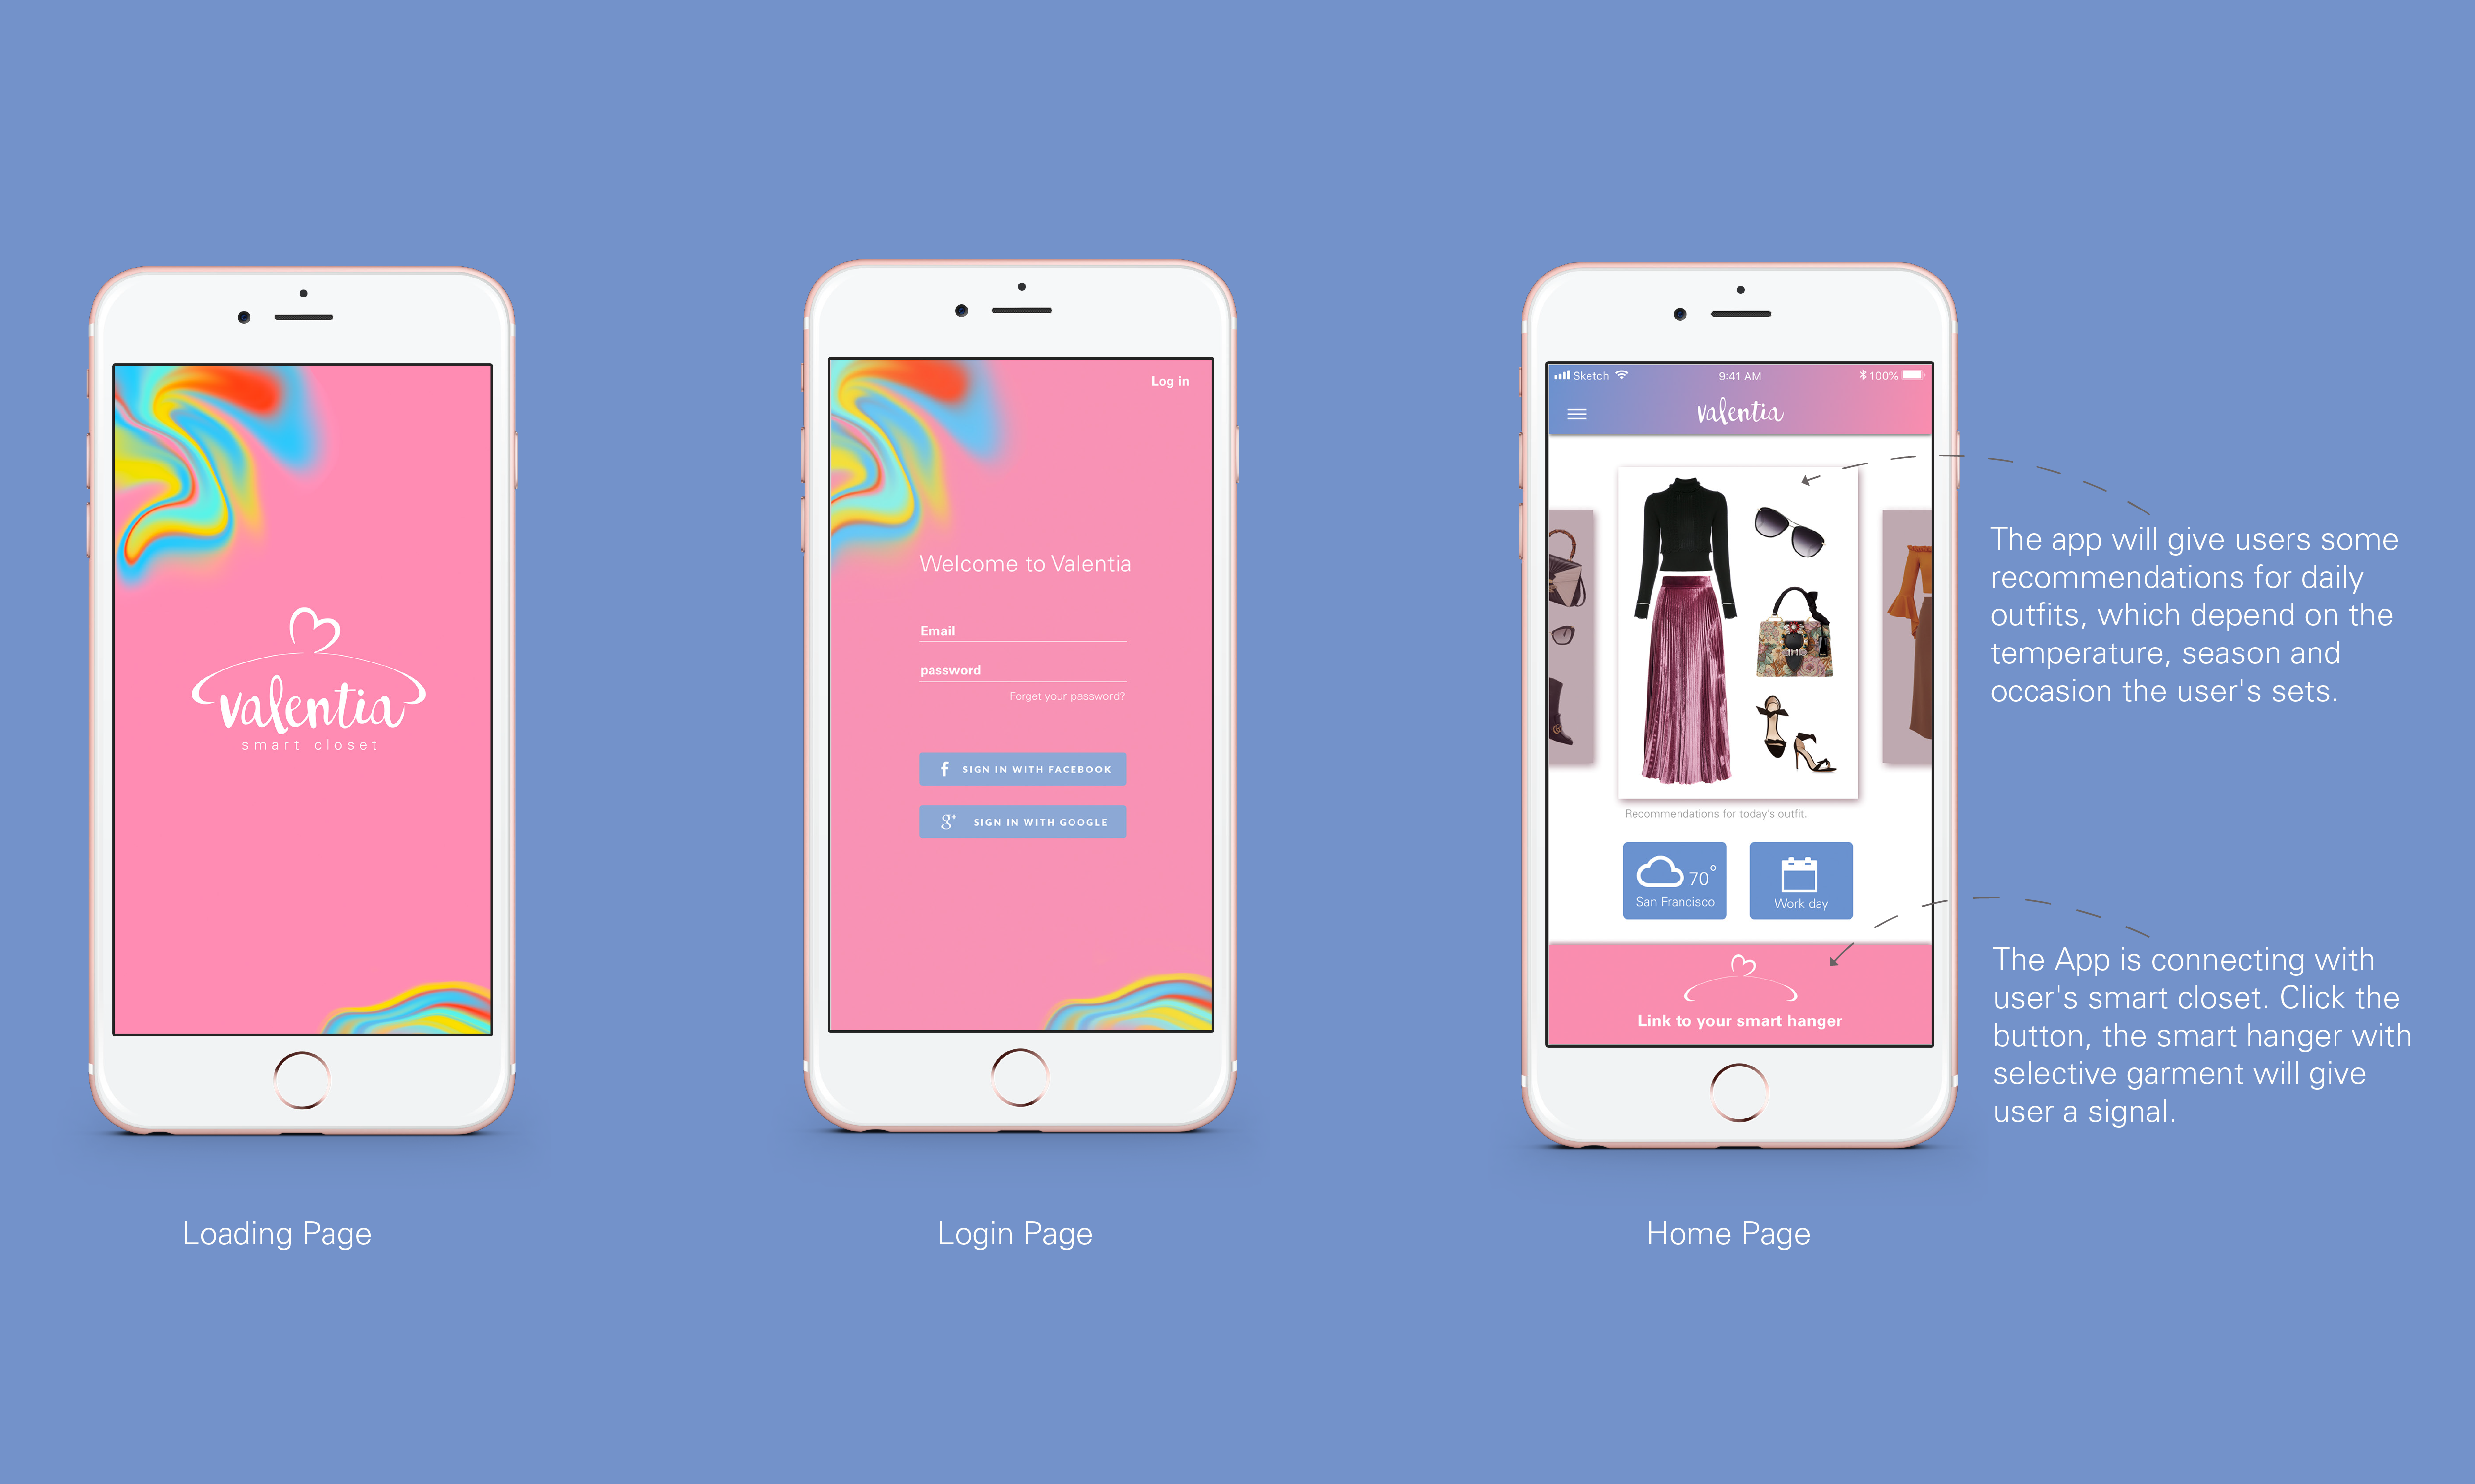 valentia
smart closet
Loading Page
Log in
Welcome to Valentia
Email
password
Forget your password?
f SIGN IN WITH FACEBOOK
g+ SIGN IN WITH GOOGLE
Login Page
Sketch 9:41 AM 100%
valentia
Recommendations for today's outfit.
70°
San Francisco
Work day
Link to your smart hanger
Home Page
The app will give users some
recommendations for daily
outfits, which depend on the
temperature, season and
occasion the user's sets.
The App is connecting with
user's smart closet. Click the
button, the smart hanger with
selective garment will give
user a signal.